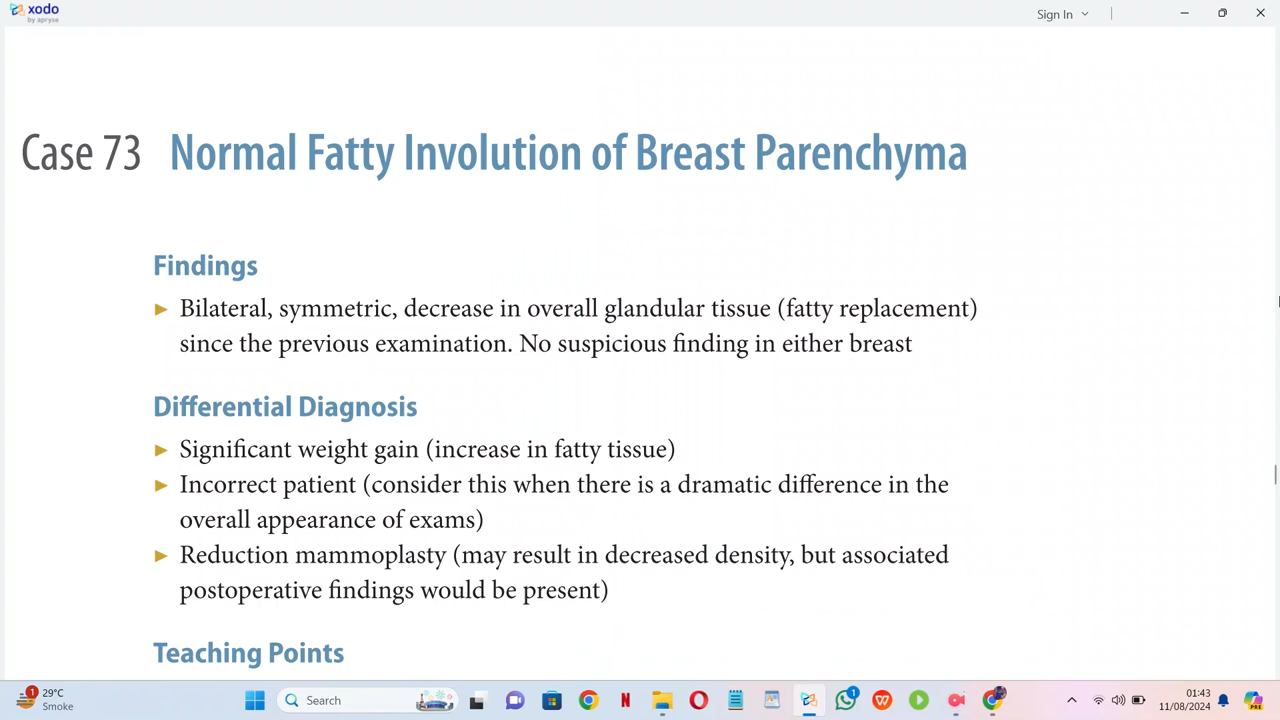 xodo
by apryse
Sign In
Case 73 Normal Fatty Involution of Breast Parenchyma
Findings
► Bilateral, symmetric, decrease in overall glandular tissue (fatty replacement)
since the previous examination. No suspicious finding in either breast
Differential Diagnosis
► Significant weight gain (increase in fatty tissue)
► Incorrect patient (consider this when there is a dramatic difference in the
overall appearance of exams)
► Reduction mammoplasty (may result in decreased density, but associated
postoperative findings would be present)
Teaching Points
1
29°C
Smoke
Search
N
1
W
01:43
11/08/2024
PRE